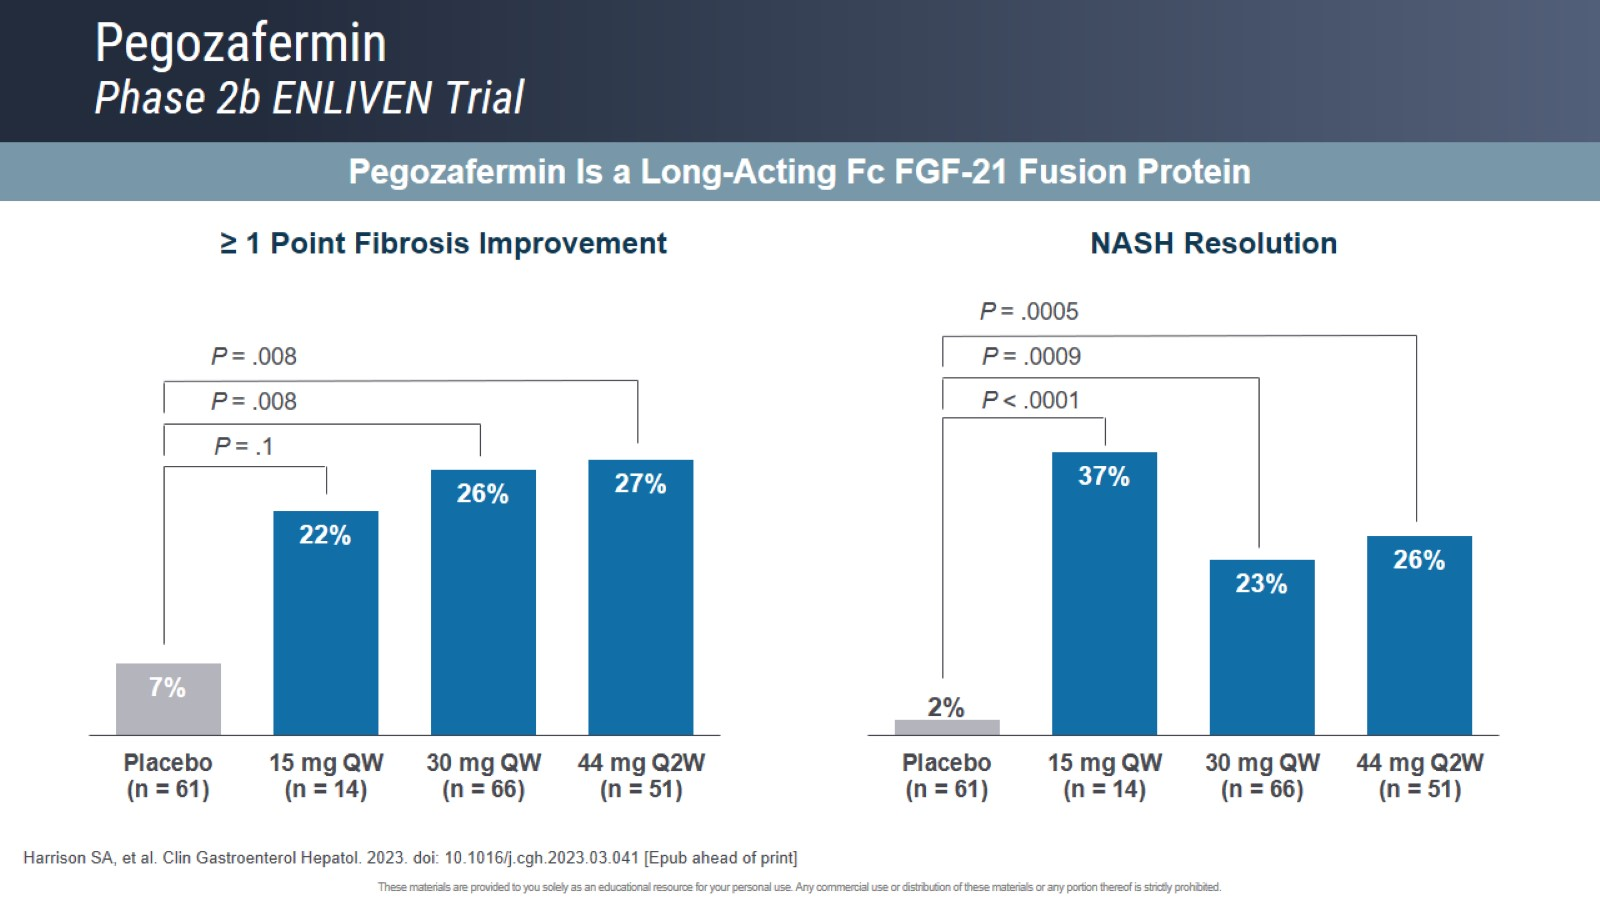 Pegozafermin
Phase 2b ENLIVEN Trial
Pegozafermin Is a Long-Acting Fc FGF-21 Fusion Protein
≥ 1 Point Fibrosis Improvement
P = .008
P = .008
P = .1
7%
22%
26%
27%
Placebo
(n = 61)
15 mg QW
(n = 14)
30 mg QW
(n = 66)
44 mg Q2W
(n = 51)
NASH Resolution
P = .0005
P = .0009
P < .0001
2%
37%
23%
26%
Placebo
(n = 61)
15 mg QW
(n = 14)
30 mg QW
(n = 66)
44 mg Q2W
(n = 51)
Harrison SA, et al. Clin Gastroenterol Hepatol. 2023. doi: 10.1016/j.cgh.2023.03.041 [Epub ahead of print]
These materials are provided to you solely as an educational resource for your personal use. Any commercial use or distribution of these materials or any portion thereof is strictly prohibited.